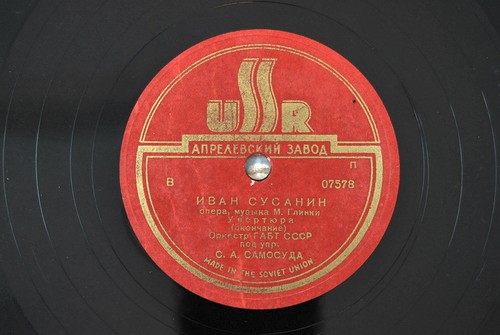 USSR
АПРЕЛЕВСКИЙ ЗАВОД
П
В 07578
ИВАН СУСАНИН
опера, музыка М. Глинки
Увертюра
(окончание)
Оркестр ГАБТ СССР
под упр.
С. А. САМОСУДА
MADE IN THE SOVIET UNION